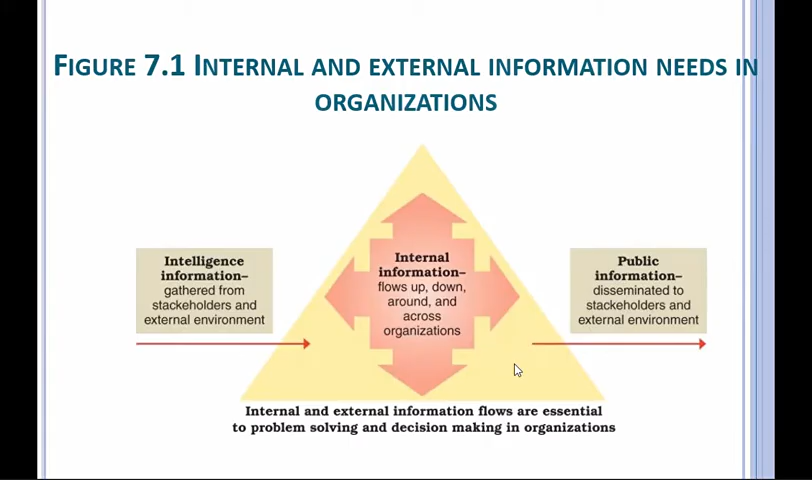 FIGURE 7.1 INTERNAL AND EXTERNAL INFORMATION NEEDS IN
ORGANIZATIONS
Intelligence
information–
gathered from
stackeholders and
external environment
Internal
information–
flows up, down,
around, and
across
organizations
Public
information–
disseminated to
stackeholders and
external environment
Internal and external information flows are essential
to problem solving and decision making in organizations